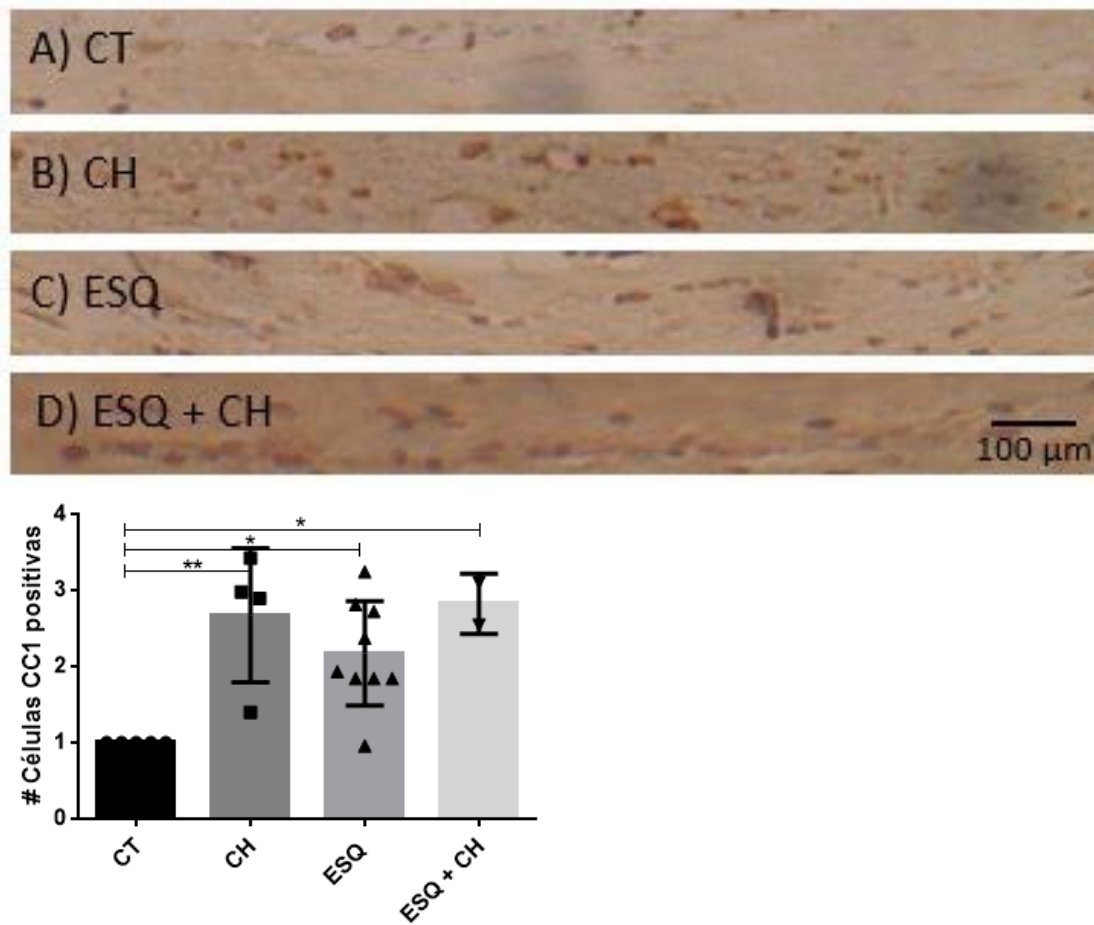 A) CT
B) CH
C) ESQ
D) ESQ + CH
100 µm
# Células CC1 positivas
4
3
2
1
0
*
*
**
CT
CH
ESQ
ESQ + CH